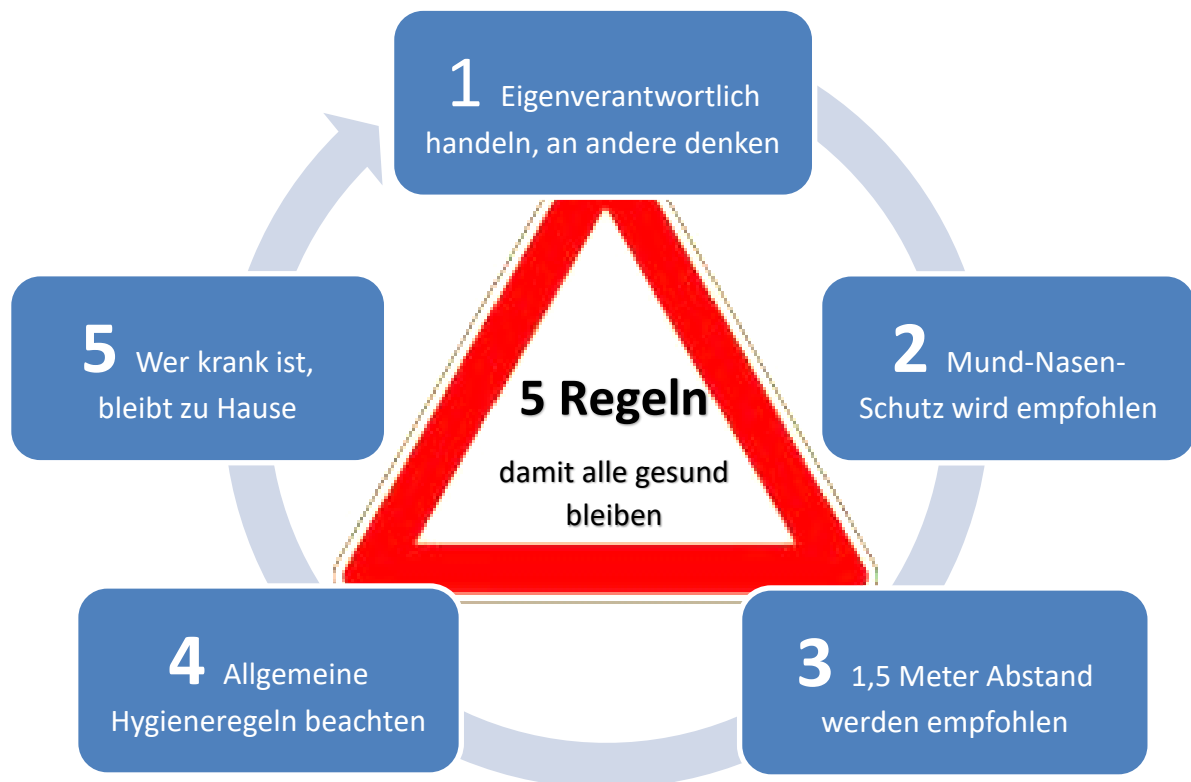 1 Eigenverantwortlich
handeln, an andere denken
2 Mund-Nasen-
Schutz wird empfohlen
3 1,5 Meter Abstand
werden empfohlen
4 Allgemeine
Hygieneregeln beachten
5 Wer krank ist,
bleibt zu Hause
5 Regeln
damit alle gesund
bleiben